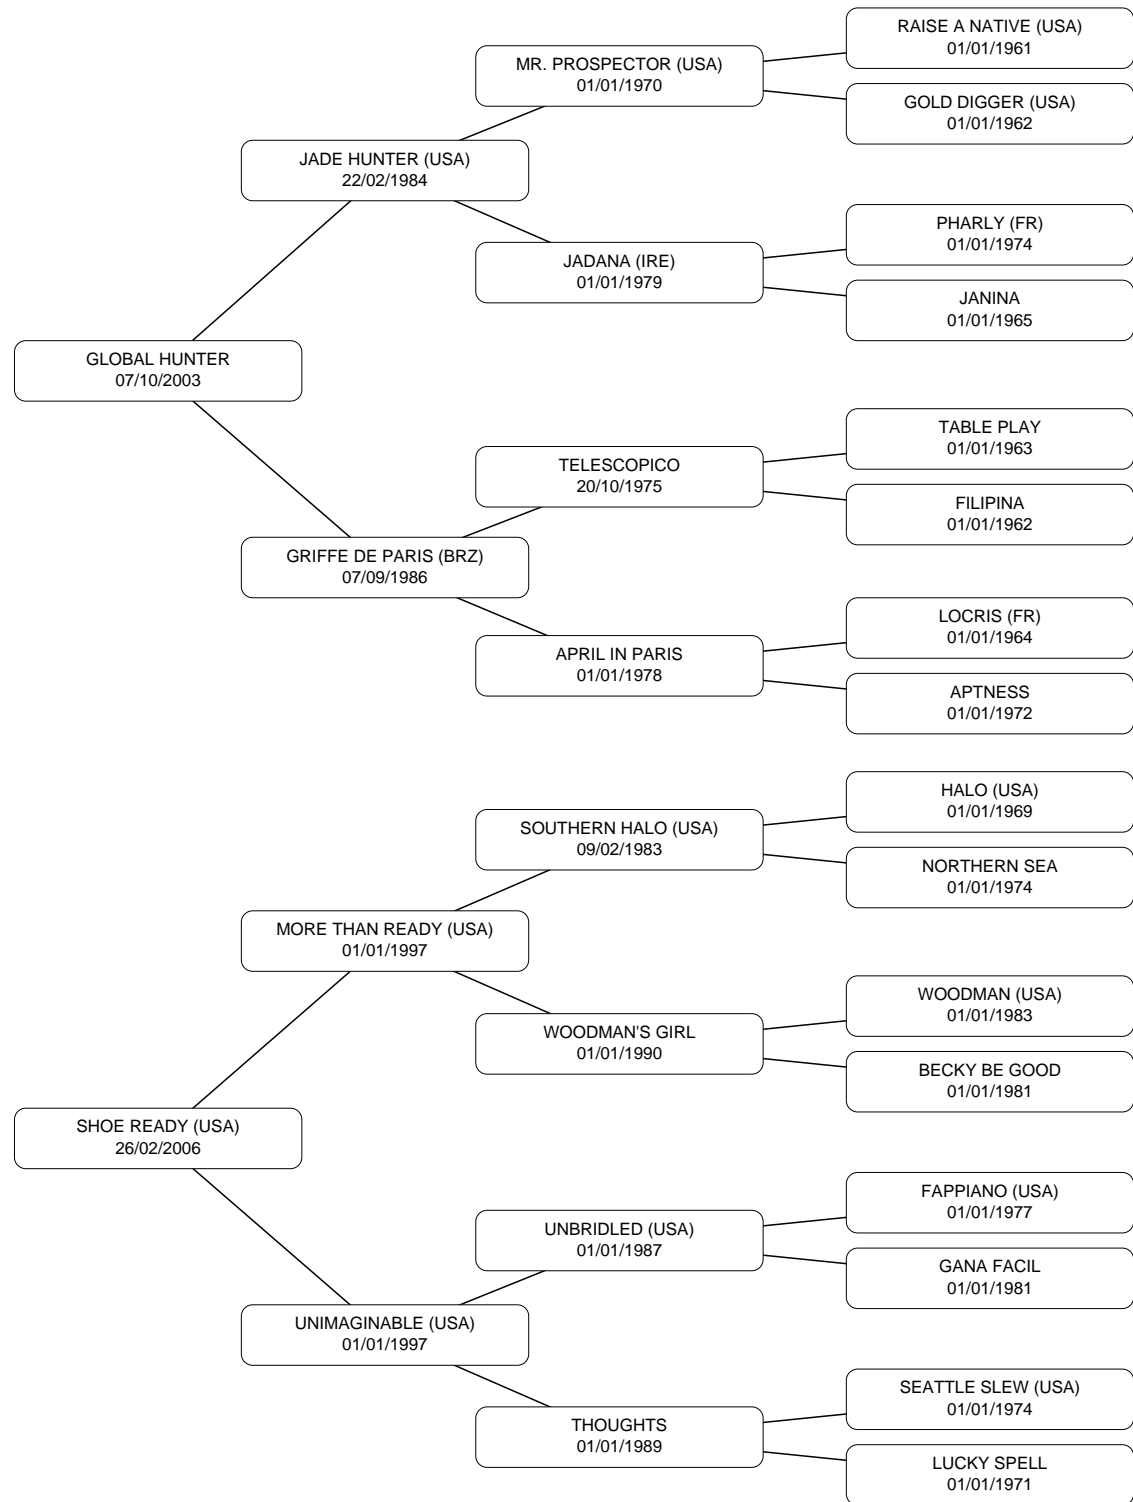 RAISE A NATIVE (USA)
01/01/1961
MR. PROSPECTOR (USA)
01/01/1970
GOLD DIGGER (USA)
01/01/1962
JADE HUNTER (USA)
22/02/1984
PHARLY (FR)
01/01/1974
JADANA (IRE)
01/01/1979
JANINA
01/01/1965
GLOBAL HUNTER
07/10/2003
TABLE PLAY
01/01/1963
TELESCOPICO
20/10/1975
FILIPINA
01/01/1962
GRIFFE DE PARIS (BRZ)
07/09/1986
LOCRIS (FR)
01/01/1964
APRIL IN PARIS
01/01/1978
APTNESS
01/01/1972
HALO (USA)
01/01/1969
SOUTHERN HALO (USA)
09/02/1983
NORTHERN SEA
01/01/1974
MORE THAN READY (USA)
01/01/1997
WOODMAN (USA)
01/01/1983
WOODMAN'S GIRL
01/01/1990
BECKY BE GOOD
01/01/1981
SHOE READY (USA)
26/02/2006
FAPPIANO (USA)
01/01/1977
UNBRIDLED (USA)
01/01/1987
GANA FACIL
01/01/1981
UNIMAGINABLE (USA)
01/01/1997
SEATTLE SLEW (USA)
01/01/1974
THOUGHTS
01/01/1989
LUCKY SPELL
01/01/1971